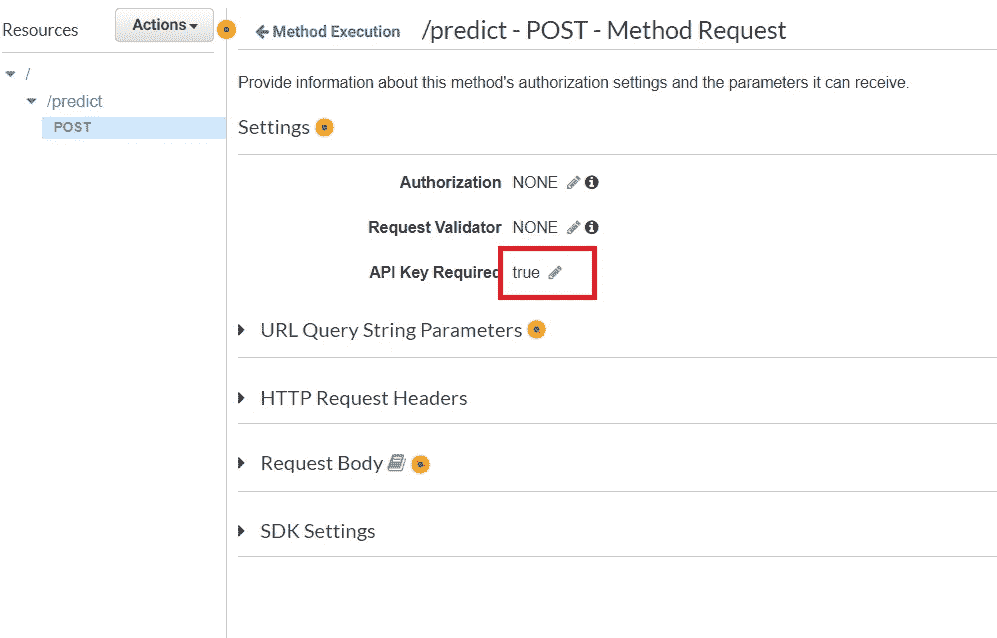 Resources
Actions
Method Execution
/predict - POST - Method Request
Provide information about this method's authorization settings and the parameters it can receive.
/
/predict
POST
Settings
Authorization NONE
Request Validator NONE
API Key Required true
URL Query String Parameters
HTTP Request Headers
Request Body
SDK Settings